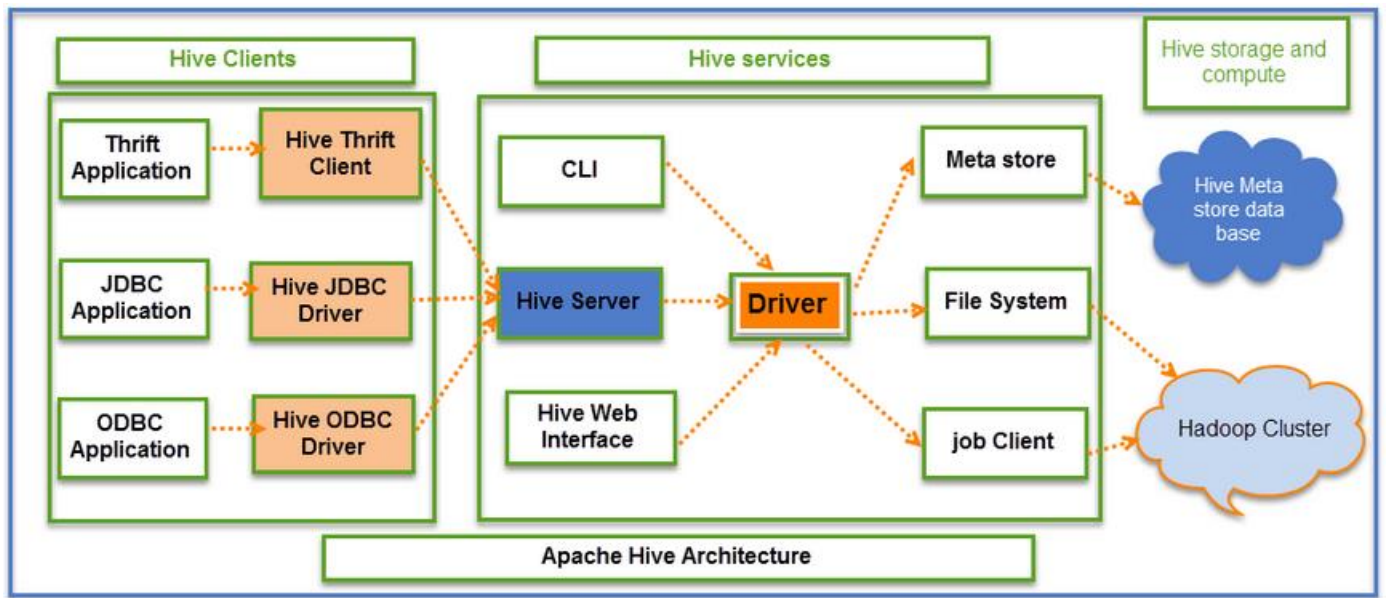 Hive Clients
Hive services
Hive storage and
compute
Thrift
Application
Hive Thrift
Client
CLI
Meta store
Hive Meta
store data
base
JDBC
Application
Hive JDBC
Driver
Hive Server
Driver
File System
ODBC
Application
Hive ODBC
Driver
Hive Web
Interface
job Client
Hadoop Cluster
Apache Hive Architecture